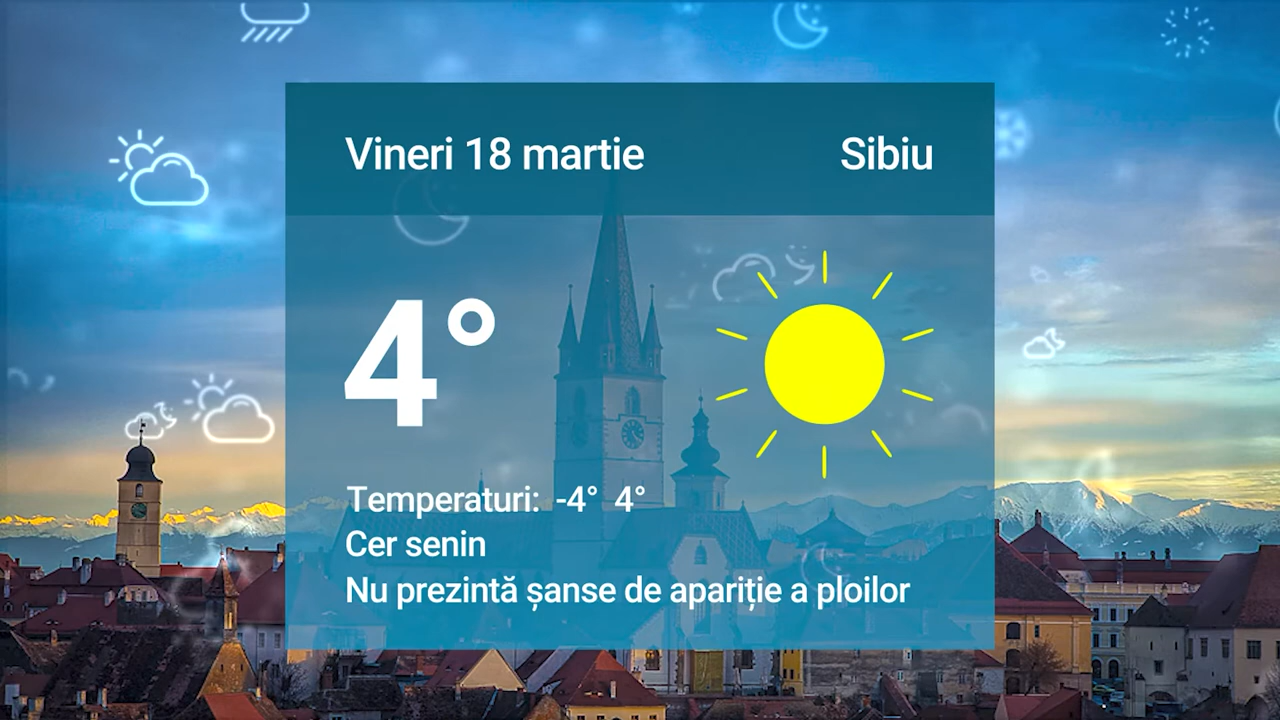 Vineri 18 martie Sibiu
4°
Temperaturi: -4° 4°
Cer senin
Nu prezintă șanse de apariție a ploilor